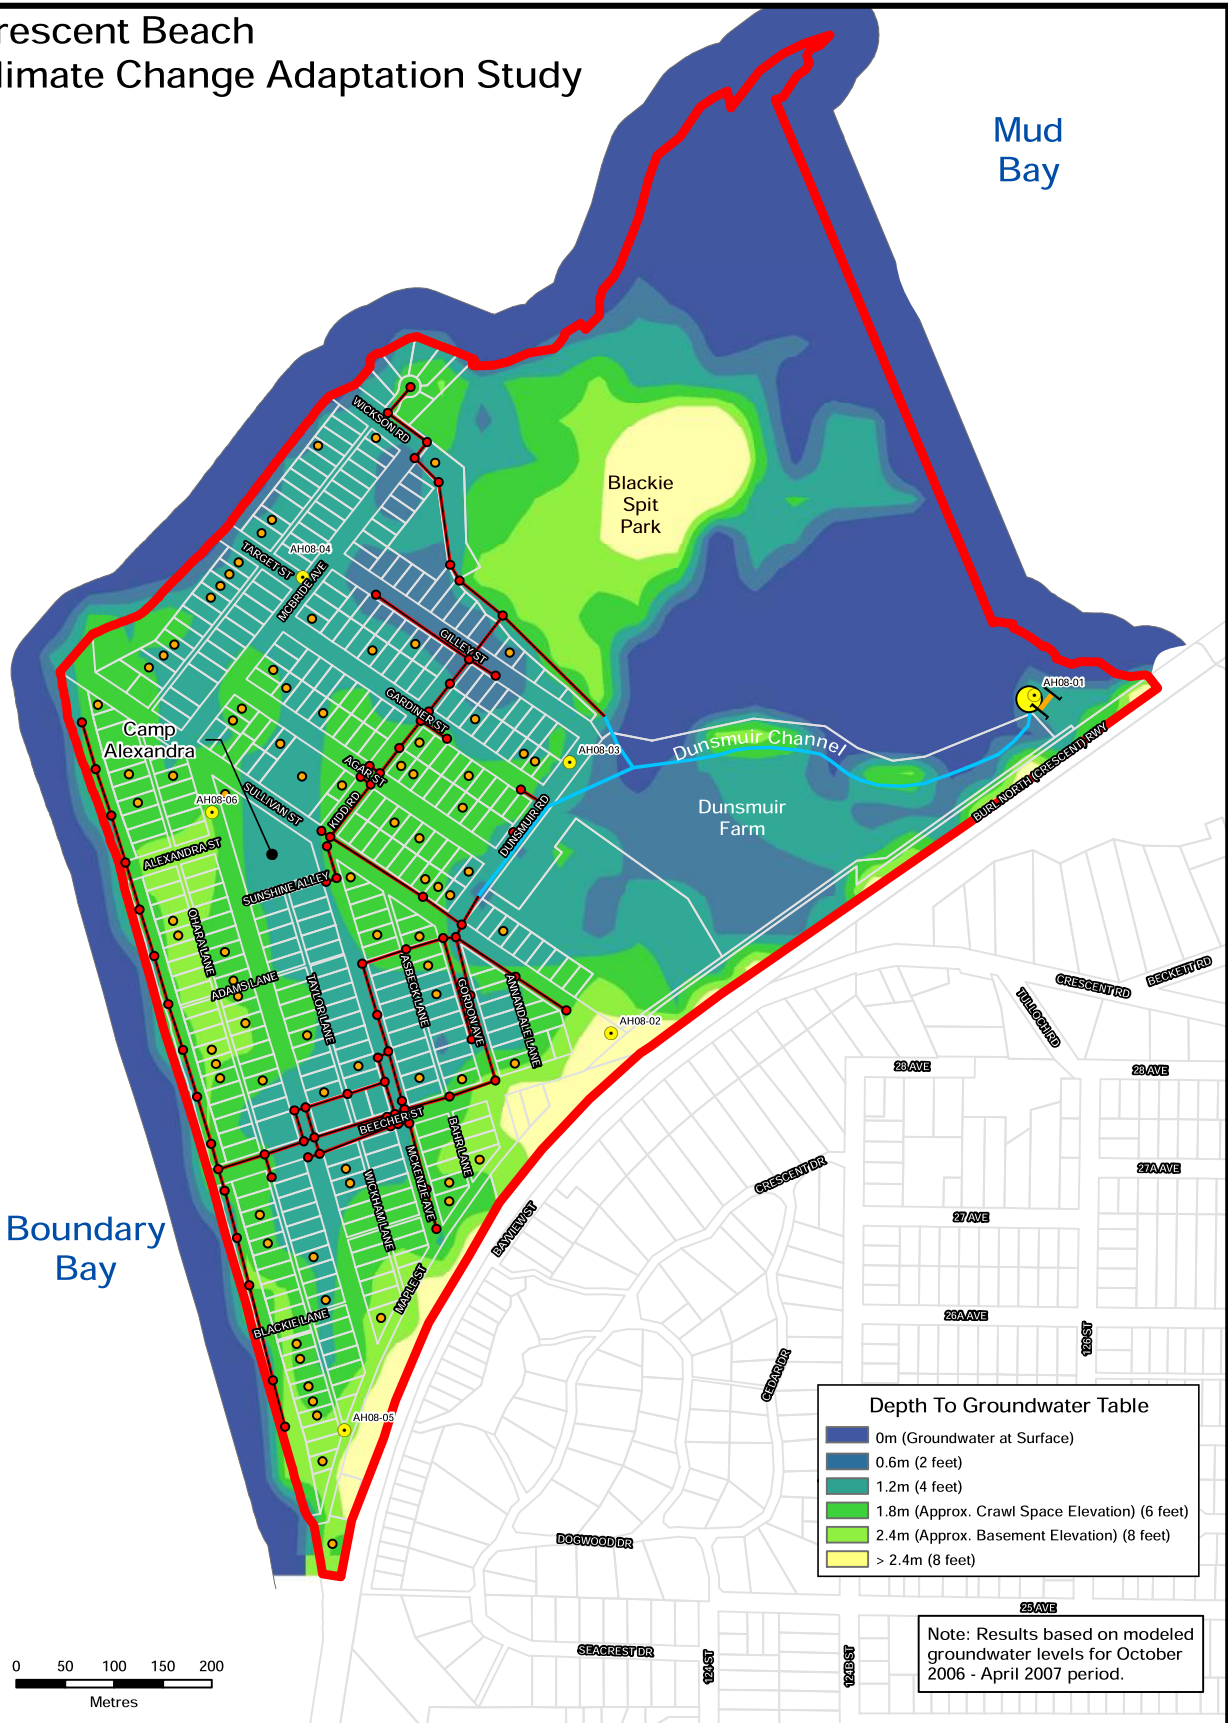 rescent Beach
limate Change Adaptation Study
Mud
Bay
WICKSON RD
Blackie
Spit
Park
AH08-04
TARGET ST
MCBRIDE AVE
GILLEY ST
AH08-01
GARDINER ST
Camp
Alexandra
AH08-03
Dunsmuir Channel
BURL NORTH (CRESCENT) RWY
AGAR ST
AH08-06
SULLIVAN ST
KIDD RD
DUNSMUIR RD
Dunsmuir
Farm
ALEXANDRA ST
SUNSHINE ALLEY
OHARA LANE
ADAMS LANE
TAYLOR LANE
ASBECK LANE
GORDON AVE
ANNANDALE LANE
AH08-02
CRESCENT RD
BECKETT RD
TULLOCH RD
28 AVE
28 AVE
BEECHER ST
BAHR LANE
MCKENZIE AVE
WICKHAM LANE
CRESCENT DR
27A AVE
27 AVE
BAYVIEW ST
Boundary
Bay
MAPLE ST
BLACKIE LANE
26A AVE
126 ST
CEDAR DR
AH08-05
Depth To Groundwater Table
0m (Groundwater at Surface)
0.6m (2 feet)
1.2m (4 feet)
1.8m (Approx. Crawl Space Elevation) (6 feet)
2.4m (Approx. Basement Elevation) (8 feet)
> 2.4m (8 feet)
DOGWOOD DR
25 AVE
SEACREST DR
124 ST
124B ST
Note: Results based on modeled
groundwater levels for October
2006 - April 2007 period.
0 50 100 150 200
Metres